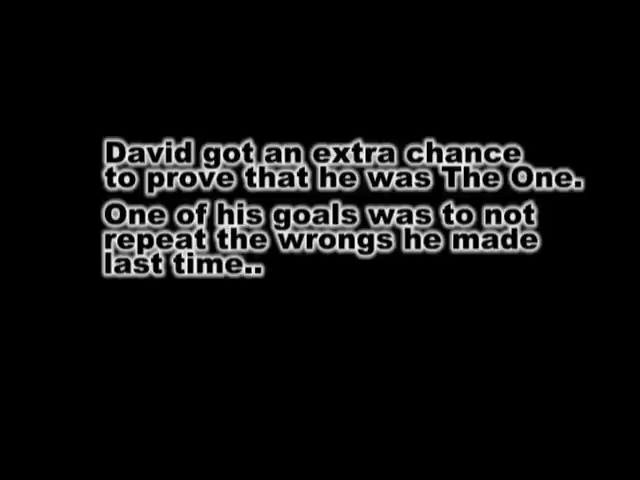 David got an extra chance
to prove that he was The One.
One of his goals was to not
repeat the wrongs he made
last time..